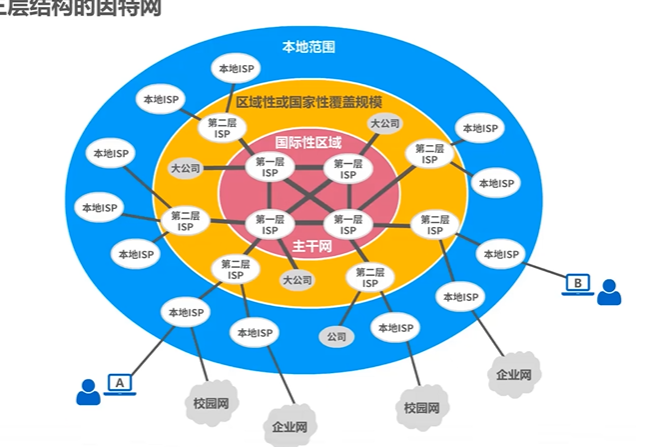 三层结构的因特网
本地范围
本地ISP
本地ISP
区域性或国家性覆盖规模
第二层
ISP
大公司
本地ISP
国际性区域
本地ISP
第二层
ISP
大公司
第一层
ISP
第一层
ISP
本地ISP
本地ISP
第二层
ISP
第一层
ISP
第一层
ISP
第二层
ISP
本地ISP
主干网
本地ISP
第二层
ISP
大公司
第二层
ISP
B
本地ISP
本地ISP
本地ISP
公司
本地ISP
A
企业网
校园网
校园网
企业网